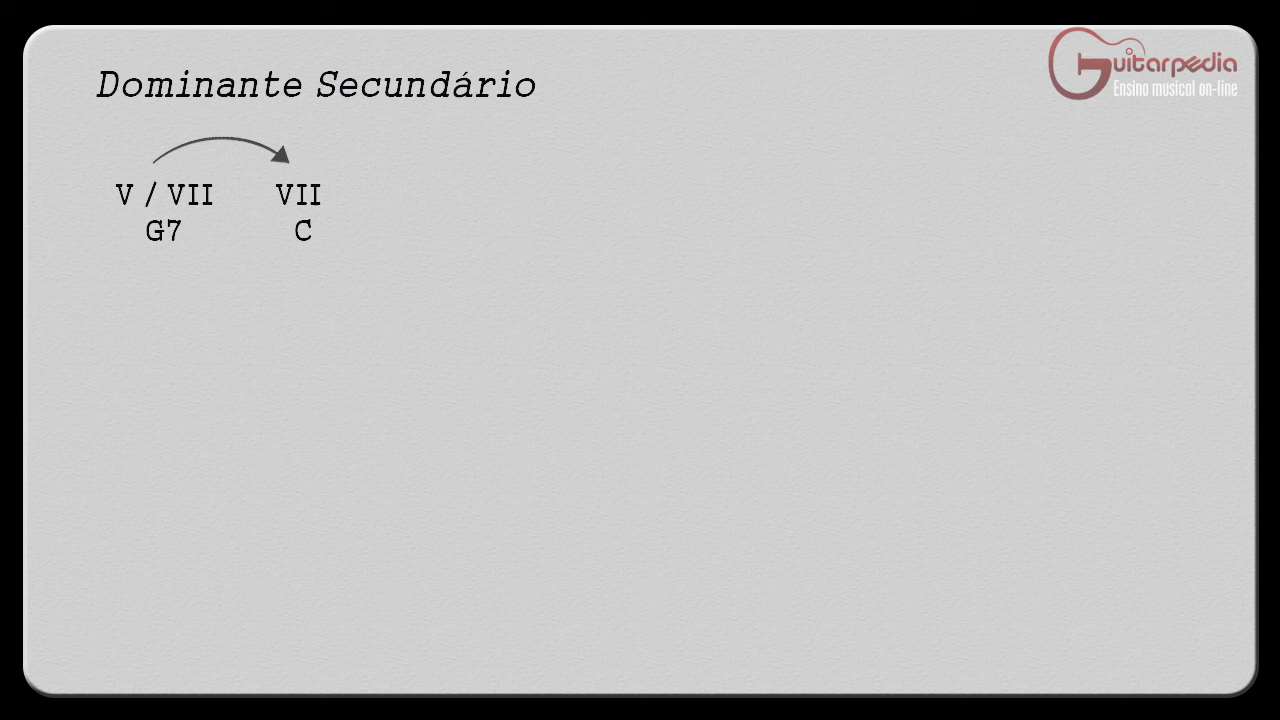 Dominante Secundário
Guitarpedia
Ensino musical on-line
V / VII VII
G7 C